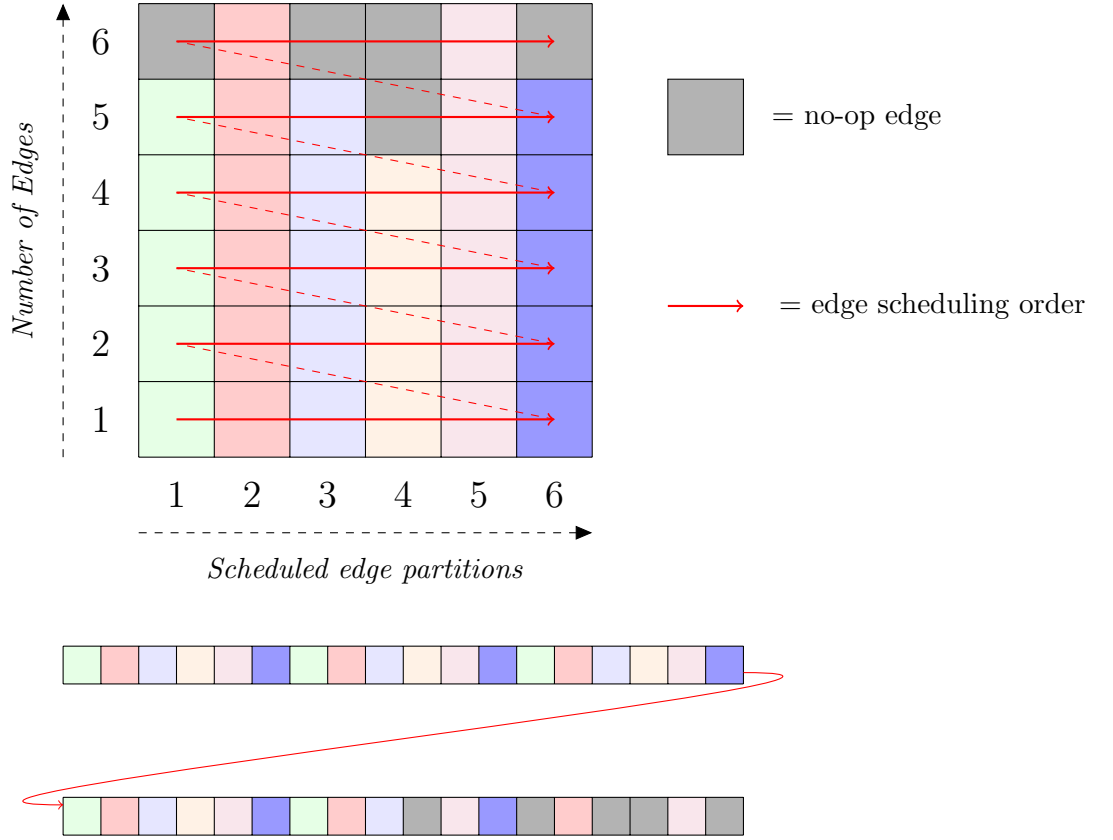 6
5
4
3
2
1
Number of Edges
1 2 3 4 5 6
Scheduled edge partitions
= no-op edge
= edge scheduling order